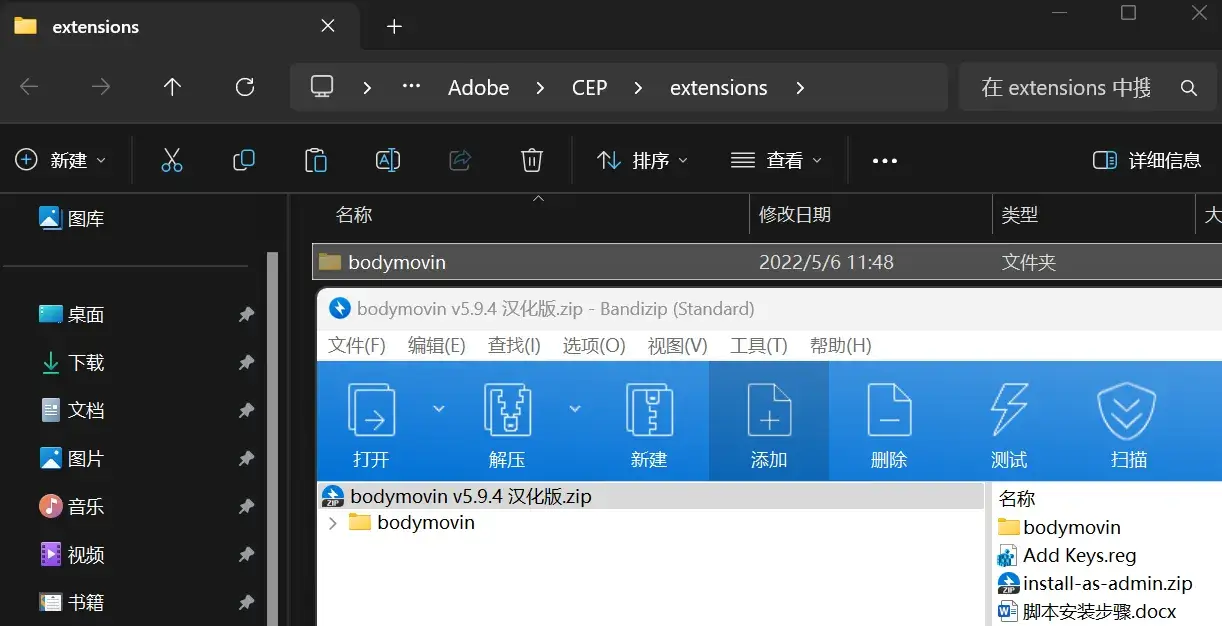 extensions
Adobe CEP extensions 在 extensions 中搜
新建 排序 查看 详细信息
图库
名称 修改日期 类型 大
bodymovin 2022/5/6 11:48 文件夹
桌面
下载
文档
图片
音乐
视频
书籍
bodymovin v5.9.4 汉化版.zip - Bandizip (Standard)
文件(F) 编辑(E) 查找(I) 选项(O) 视图(V) 工具(T) 帮助(H)
打开 解压 新建 添加 删除 测试 扫描
bodymovin v5.9.4 汉化版.zip
bodymovin
名称
bodymovin
Add Keys.reg
install-as-admin.zip
脚本安装步骤.docx